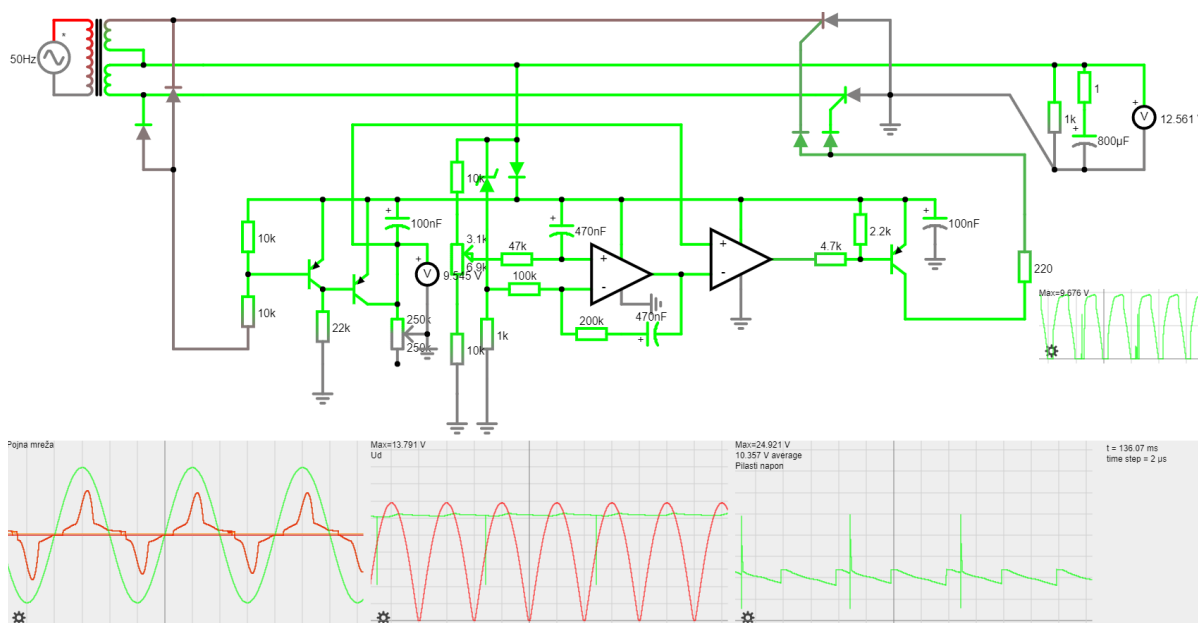 *
50Hz
+
1
1k
+
800µF
V
12.561 V
10k
+
100nF
3.1k
6.9k
+
470nF
47k
100k
+
-
470nF
200k
+
+
-
4.7k
2.2k
+
100nF
220
10k
10k
22k
+
V
9.545 V
250k
250k
10k
1k
Max=9.676 V
Pojna mreža
Max=13.791 V
Ud
Max=24.921 V
10.357 V average
Pilasti napon
t = 136.07 ms
time step = 2 µs